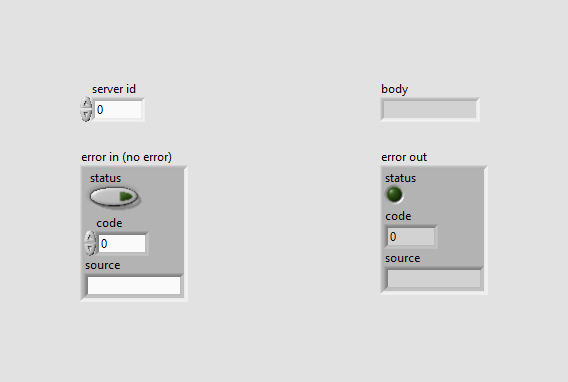 server id
0
body
error in (no error)
status
code
0
source
error out
status
code
0
source